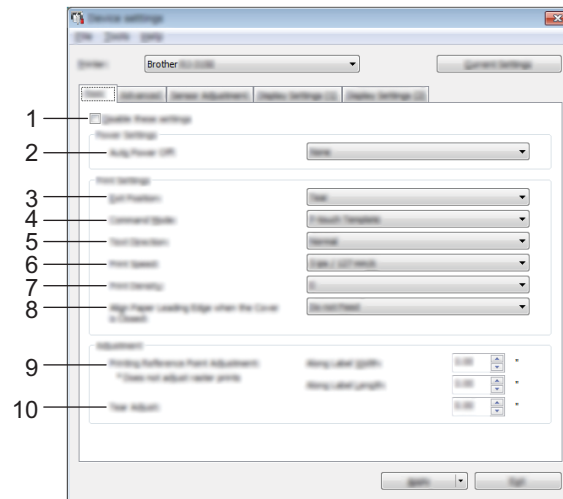 Device settings
File Tools Help
Printer: Brother Current Settings
Basic Advanced Sensor Adjustment Display Settings (1) Display Settings (2)
1 Disable these settings
Power Settings
2 Auto Power Off: None
Print Settings
3 Exit Position: Tear
4 Command Mode: P-touch Template
5 Text Direction: Normal
6 Print Speed:
7 Print Density: 0
8 Align Paper Leading Edge when the Cover
is Closed: Do not Feed
Adjustment
9 Printing Reference Point Adjustment: Along Label Width: 0.00 "
* Does not adjust raster prints Along Label Length: 0.00 "
10 Tear Adjust: 0.00 "
Apply Exit